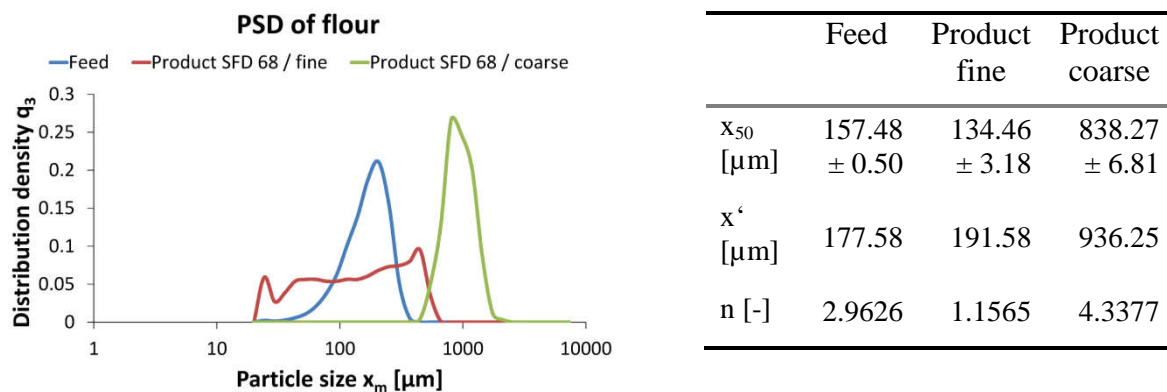 PSD of flour
Feed Product SFD 68 / fine Product SFD 68 / coarse
Distribution density q3
0.3
0.25
0.2
0.15
0.1
0.05
0
1 10 100 1000 10000
Particle size xm [µm]
Feed Product Product
fine coarse
x50 157.48 134.46 838.27
[µm] ± 0.50 ± 3.18 ± 6.81
x‘
[µm] 177.58 191.58 936.25
n [-] 2.9626 1.1565 4.3377